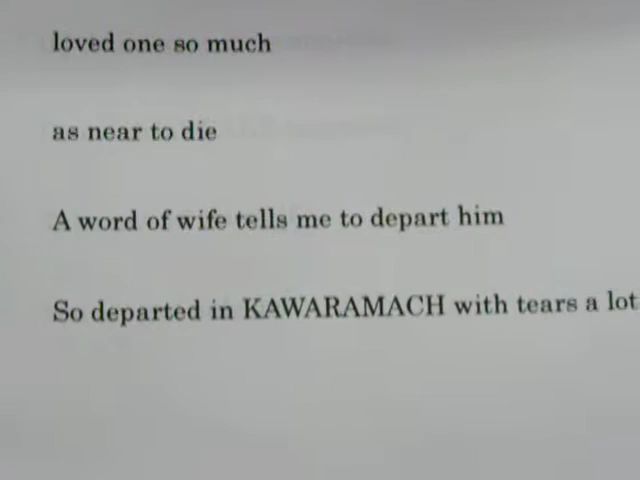 loved one so much
as near to die
A word of wife tells me to depart him
So departed in KAWARAMACH with tears a lot